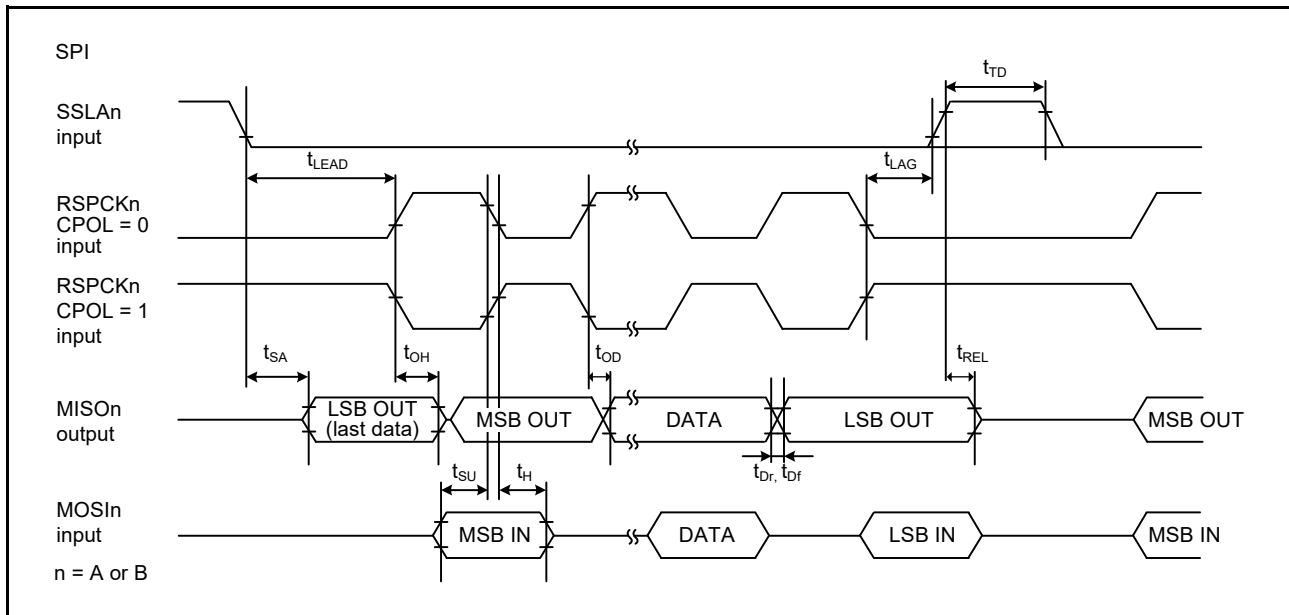 SPI
t_TD
SSLAn
input
t_LEAD
t_LAG
RSPCKn
CPOL = 0
input
RSPCKn
CPOL = 1
input
t_SA
t_OH
t_OD
t_REL
MISOn
output
LSB OUT
(last data)
MSB OUT
DATA
LSB OUT
MSB OUT
t_SU
t_H
t_Dr, t_Df
MOSIn
input
MSB IN
DATA
LSB IN
MSB IN
n = A or B